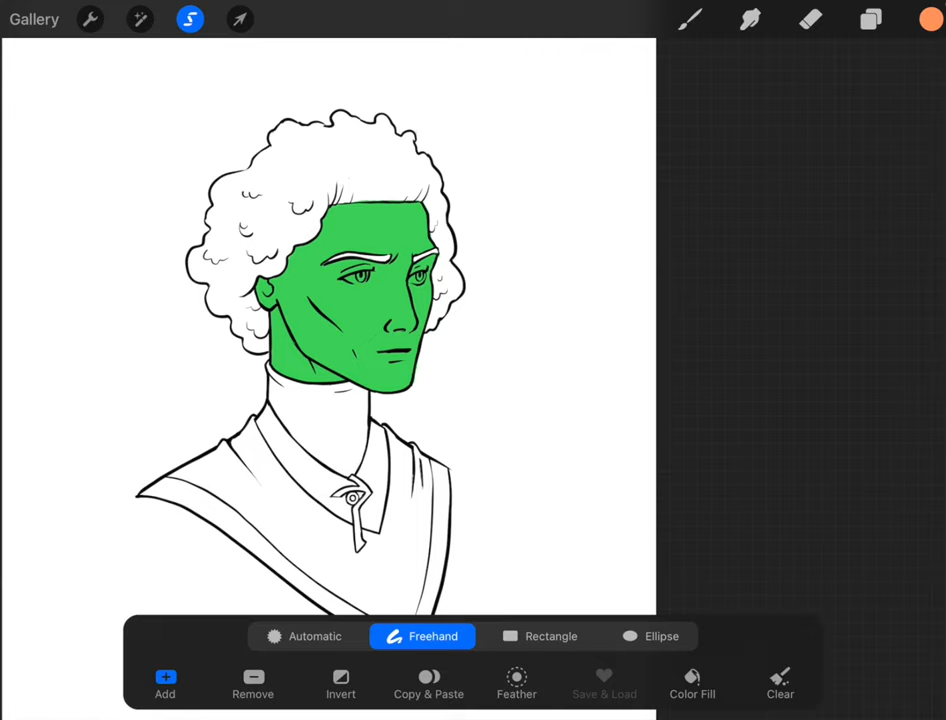 Gallery
Automatic Freehand Rectangle Ellipse
Add Remove Invert Copy & Paste Feather Save & Load Color Fill Clear